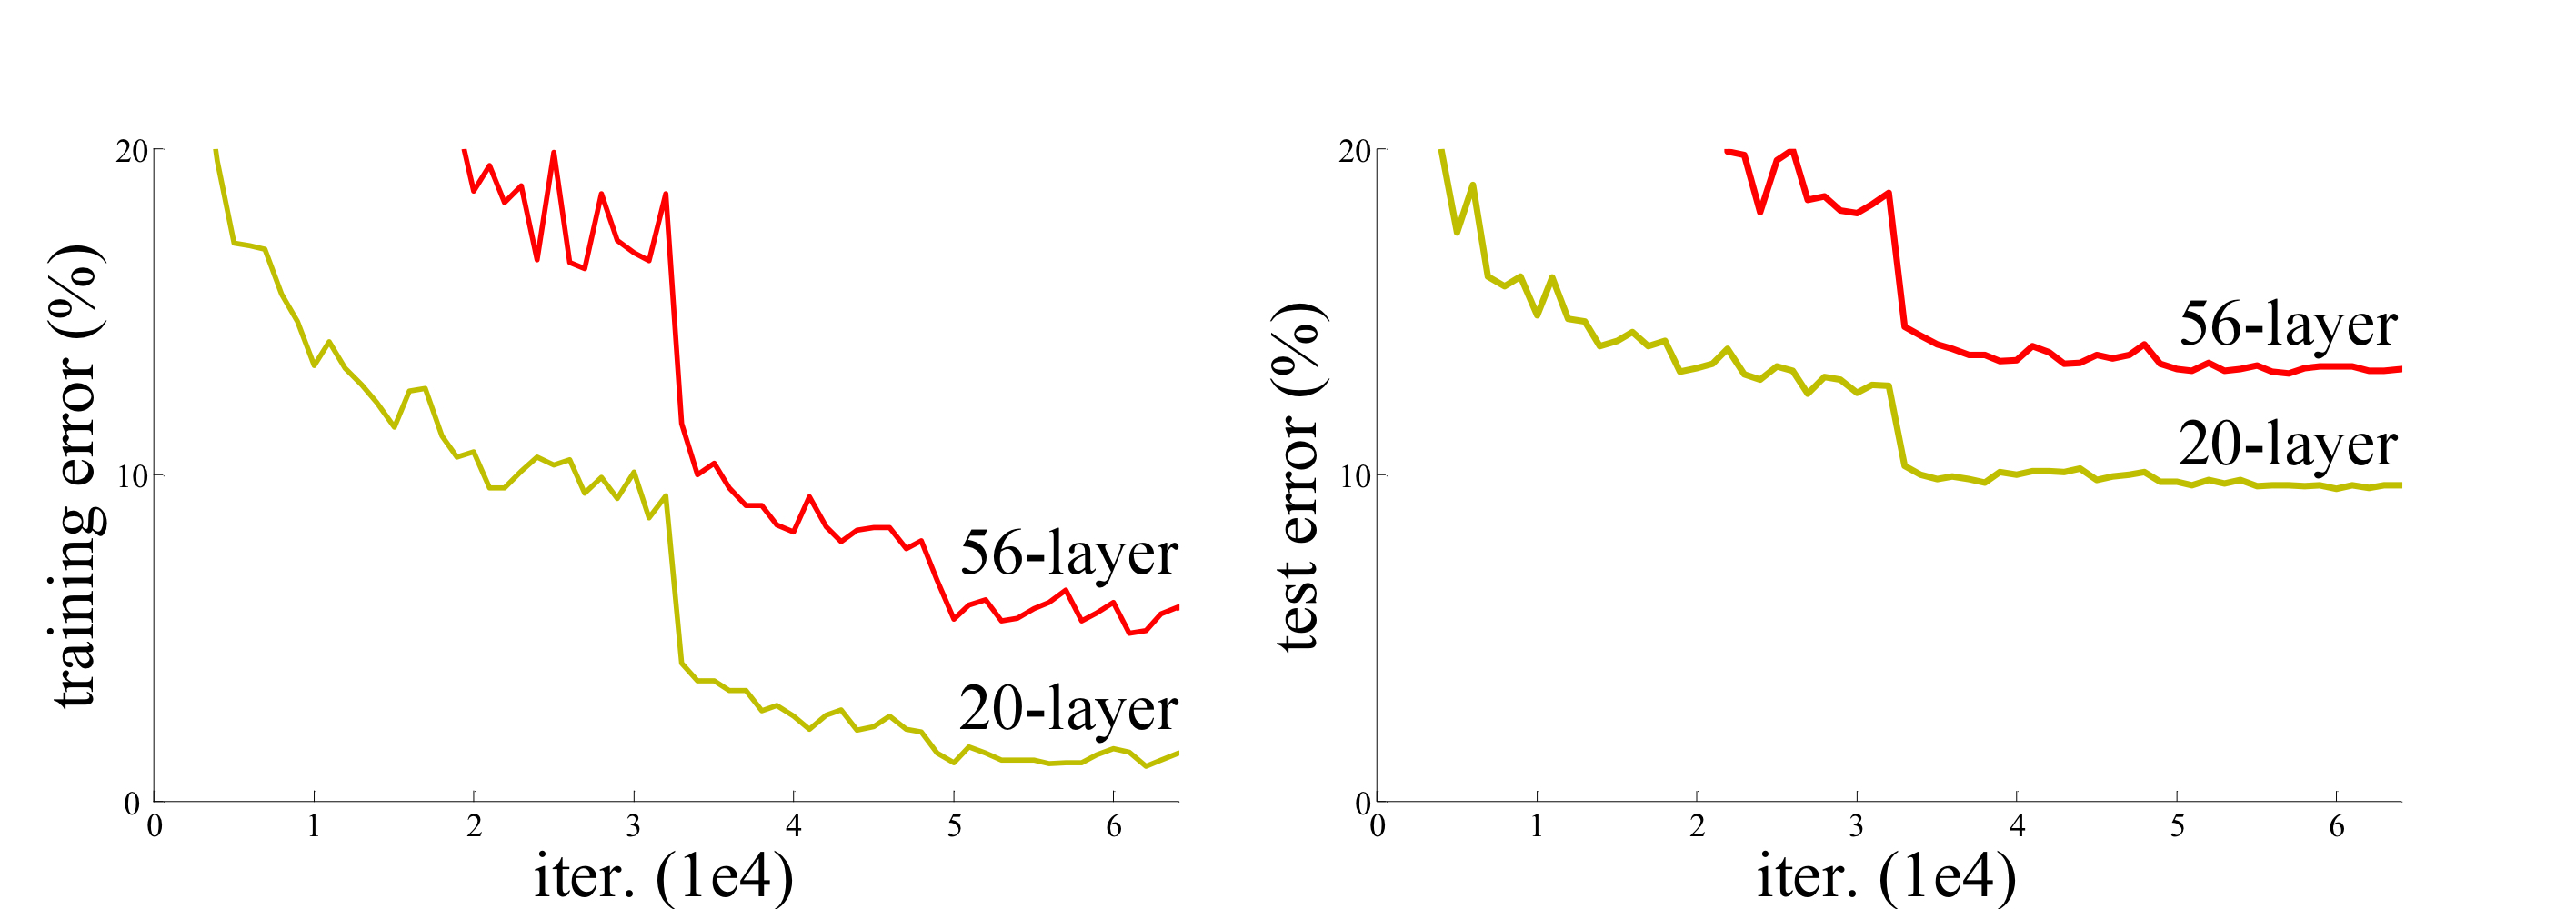 20
10
0
training error (%)
56-layer
20-layer
0 1 2 3 4 5 6
iter. (1e4)
20
10
0
test error (%)
56-layer
20-layer
0 1 2 3 4 5 6
iter. (1e4)